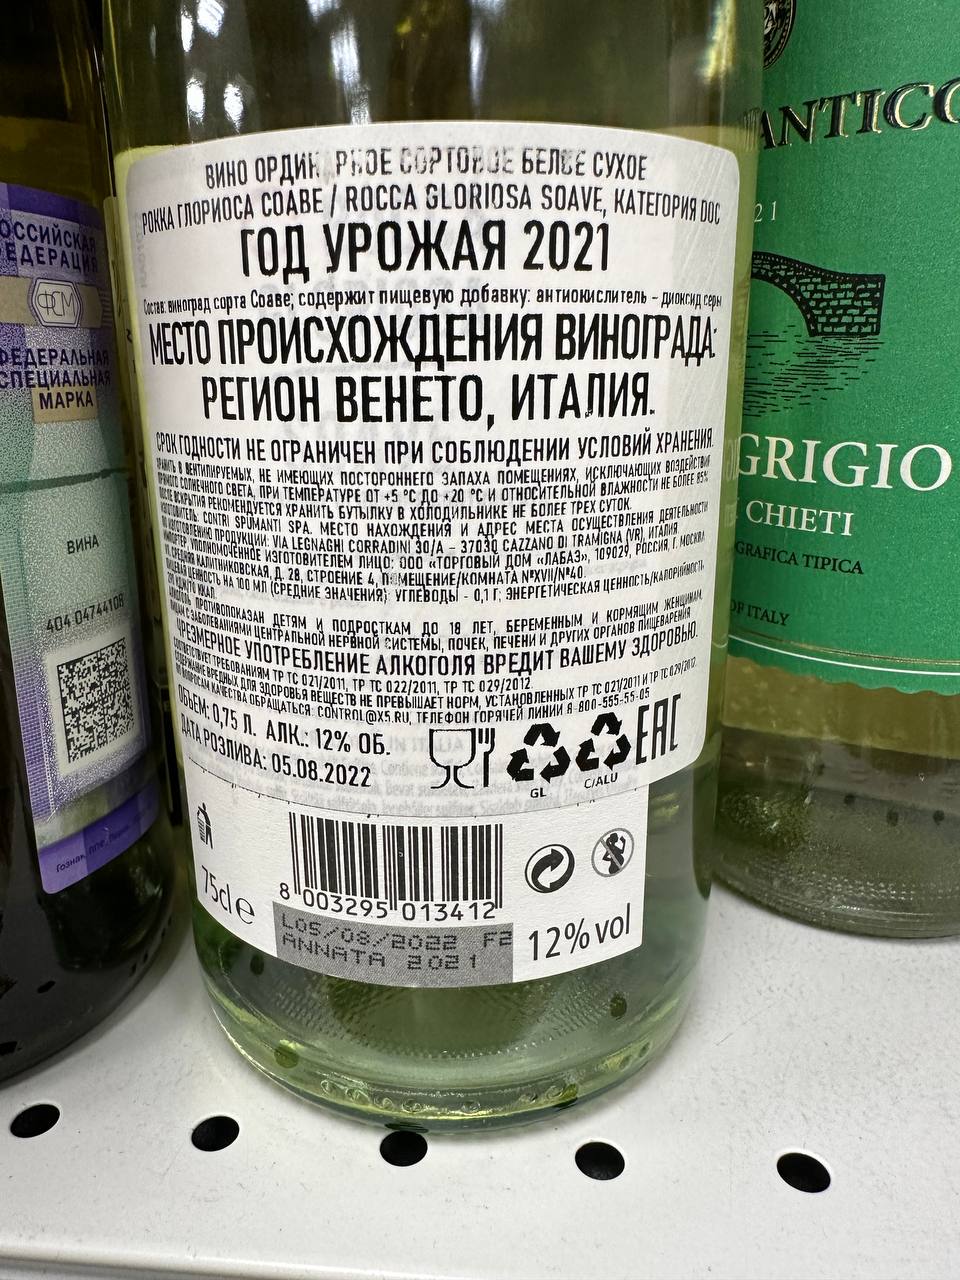 ВИНО ОРДИНАРНОЕ СОРТОВОЕ БЕЛОЕ СУХОЕ
РОККА ГЛОРИОСА СОАВЕ / ROCCA GLORIOSA SOAVE, КАТЕГОРИЯ DOC
ГОД УРОЖАЯ 2021
Состав: виноград сорта Соаве; содержит пищевую добавку: антиокислитель - диоксид серы
МЕСТО ПРОИСХОЖДЕНИЯ ВИНОГРАДА:
РЕГИОН ВЕНЕТО, ИТАЛИЯ.
СРОК ГОДНОСТИ НЕ ОГРАНИЧЕН ПРИ СОБЛЮДЕНИИ УСЛОВИЙ ХРАНЕНИЯ.
ХРАНИТЬ В ВЕНТИЛИРУЕМЫХ, НЕ ИМЕЮЩИХ ПОСТОРОННЕГО ЗАПАХА ПОМЕЩЕНИЯХ, ИСКЛЮЧАЮЩИХ ВОЗДЕЙСТВИЕ
ПРЯМОГО СОЛНЕЧНОГО СВЕТА, ПРИ ТЕМПЕРАТУРЕ ОТ +5 °С ДО +20 °С И ОТНОСИТЕЛЬНОЙ ВЛАЖНОСТИ НЕ БОЛЕЕ 85%
ПОСЛЕ ВСКРЫТИЯ РЕКОМЕНДУЕТСЯ ХРАНИТЬ БУТЫЛКУ В ХОЛОДИЛЬНИКЕ НЕ БОЛЕЕ ТРЕХ СУТОК.
ИЗГОТОВИТЕЛЬ: CONTRI SPUMANTI SPA. МЕСТО НАХОЖДЕНИЯ И АДРЕС МЕСТА ОСУЩЕСТВЛЕНИЯ ДЕЯТЕЛЬНОСТИ
ПО ИЗГОТОВЛЕНИЮ ПРОДУКЦИИ: VIA LEGNAGHI CORRADINI 30/A – 37030 CAZZANO DI TRAMIGNA (VR), ИТАЛИЯ
ИМПОРТЕР УПОЛНОМОЧЕННОЕ ИЗГОТОВИТЕЛЕМ ЛИЦО: ООО «ТОРГОВЫЙ ДОМ «ЛАБАЗ», 109029, РОССИЯ, Г. МОСКВА,
УЛ. СРЕДНЯЯ КАЛИТНИКОВСКАЯ, Д. 28, СТРОЕНИЕ 4, ПОМЕЩЕНИЕ/КОМНАТА №XVII/№40.
ПИЩЕВАЯ ЦЕННОСТЬ НА 100 МЛ (СРЕДНИЕ ЗНАЧЕНИЯ): УГЛЕВОДЫ - 0,1 Г; ЭНЕРГЕТИЧЕСКАЯ ЦЕННОСТЬ/КАЛОРИЙНОСТЬ:
АЛКОГОЛЬ ПРОТИВОПОКАЗАН ДЕТЯМ И ПОДРОСТКАМ ДО 18 ЛЕТ, БЕРЕМЕННЫМ И КОРМЯЩИМ ЖЕНЩИНАМ,
ЛИЦАМ С ЗАБОЛЕВАНИЯМИ ЦЕНТРАЛЬНОЙ НЕРВНОЙ СИСТЕМЫ, ПОЧЕК, ПЕЧЕНИ И ДРУГИХ ОРГАНОВ ПИЩЕВАРЕНИЯ
ЧРЕЗМЕРНОЕ УПОТРЕБЛЕНИЕ АЛКОГОЛЯ ВРЕДИТ ВАШЕМУ ЗДОРОВЬЮ.
СООТВЕТСТВУЕТ ТРЕБОВАНИЯМ ТР ТС 021/2011, ТР ТС 022/2011, ТР ТС 029/2012.
СОДЕРЖАНИЕ ВРЕДНЫХ ДЛЯ ЗДОРОВЬЯ ВЕЩЕСТВ НЕ ПРЕВЫШАЕТ НОРМ, УСТАНОВЛЕННЫХ ТР ТС 021/2011 И ТР ТС 029/2012.
ПО ВОПРОСАМ КАЧЕСТВА ОБРАЩАТЬСЯ: CONTROL@X5.RU, ТЕЛЕФОН ГОРЯЧЕЙ ЛИНИИ 8-800-555-55-05
ОБЪЕМ: 0,75 Л. АЛК.: 12% ОБ.
ДАТА РОЗЛИВА: 05.08.2022
GL
C/ALU
EAC
75cl e
8 003295 013412
L05/08/2022 F2
ANNATA 2021
12% vol
РОССИЙСКАЯ
ФЕДЕРАЦИЯ
ФСМ
ФЕДЕРАЛЬНАЯ
СПЕЦИАЛЬНАЯ
МАРКА
ВИНА
404 04744108
ANTICO
21
GRIGIO
CHIETI
GRAFICA TIPICA
OF ITALY